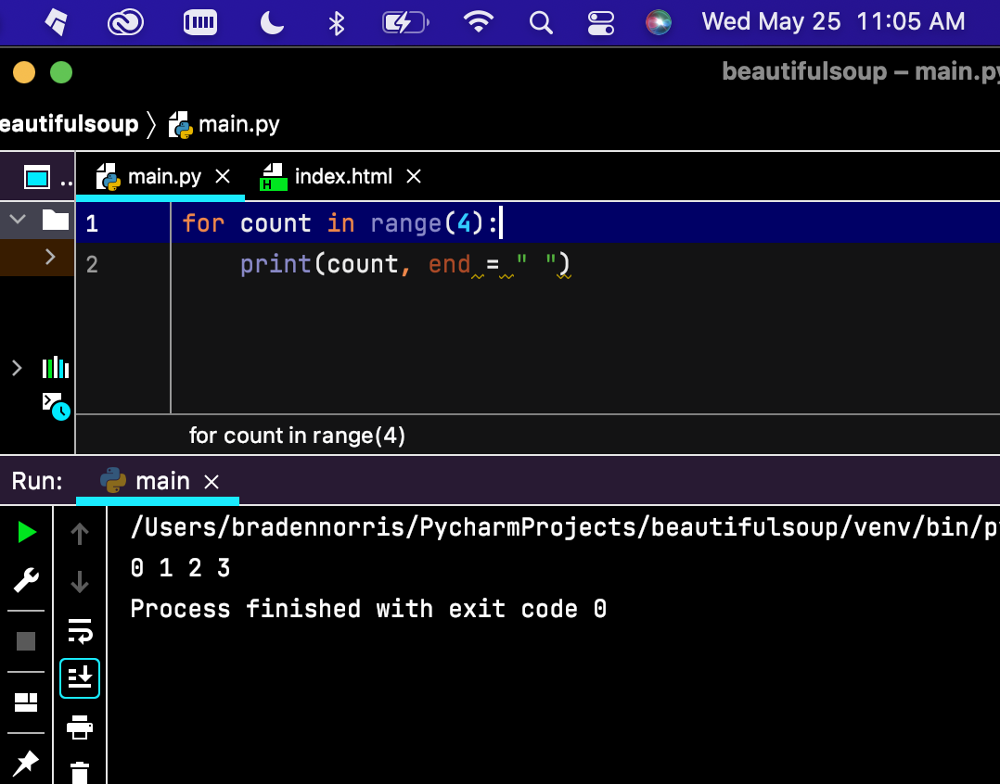 Wed May 25 11:05 AM
beautifulsoup – main.py
eautifulsoup main.py
.. main.py index.html
1 for count in range(4):
2 print(count, end = " ")
for count in range(4)
Run: main
/Users/bradennorris/PycharmProjects/beautifulsoup/venv/bin/p
0 1 2 3
Process finished with exit code 0